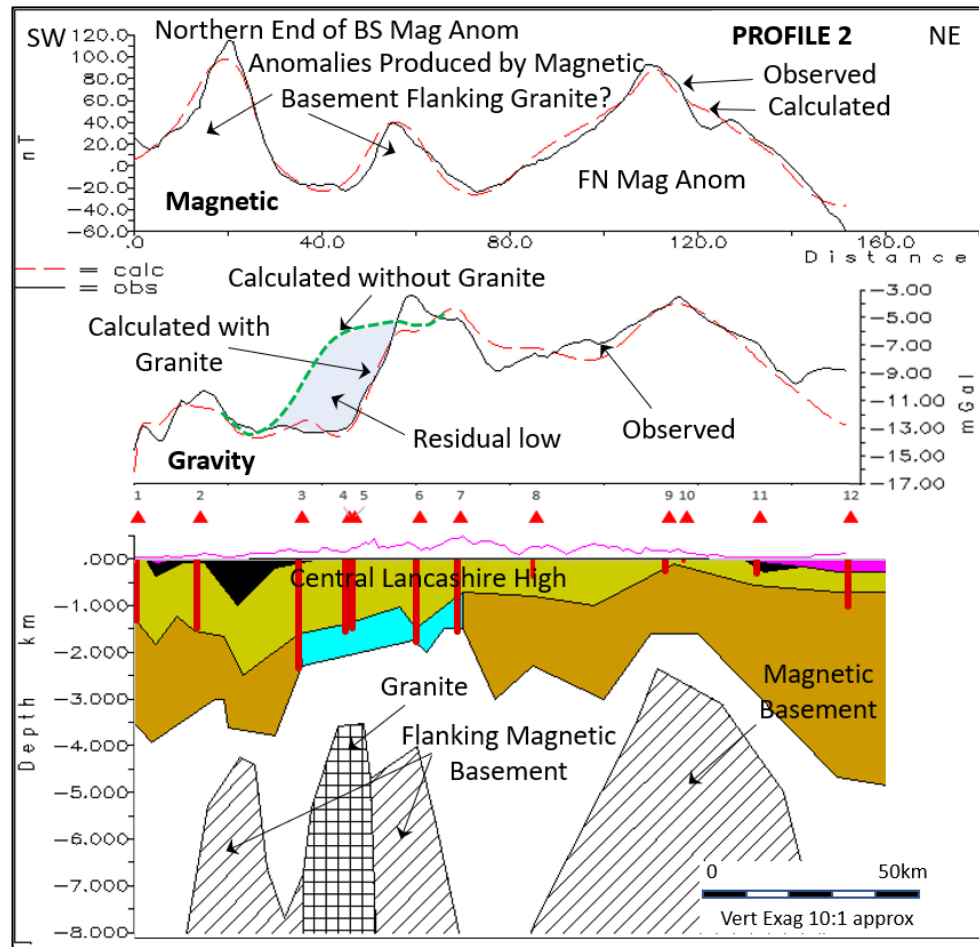 SW
120.0
Northern End of BS Mag Anom
PROFILE 2
NE
100.0
Anomalies Produced by Magnetic
Observed
80.0
60.0
Basement Flanking Granite?
Calculated
40.0
20.0
nT
.0
FN Mag Anom
-20.0
Magnetic
-40.0
-60.0
.0
40.0
80.0
120.0
160.0
Distance
= calc
= obs
Calculated without Granite
Calculated with
Granite
-3.00
-5.00
-7.00
-9.00
-11.00
-13.00
-15.00
-17.00
mGal
Residual low
Observed
Gravity
1 2 3 4 5 6 7 8 9 10 11 12
.000
Central Lancashire High
-1.000
-2.000
-3.000
-4.000
-5.000
-6.000
-7.000
-8.000
Depth km
Granite
Magnetic
Basement
Flanking Magnetic
Basement
0 50km
Vert Exag 10:1 approx